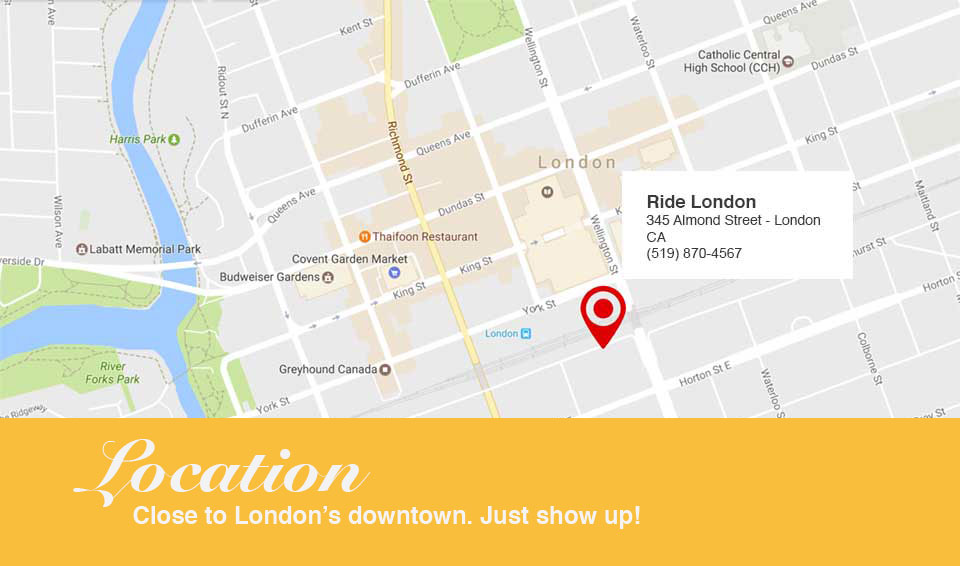 Queens Ave
Kent St
Wellington St
Waterloo St
Catholic Central
High School (CCH)
Dundas St
Dufferin Ave
Ridout St N
Dufferin Ave
Richmond St
Queens Ave
King St
Harris Park
London
Wilson Ave
Queens Ave
Dundas St
Wellington St
Maitland St
Ride London
345 Almond Street - London
CA
(519) 870-4567
Labatt Memorial Park
Thaifoon Restaurant
Covent Garden Market
Budweiser Gardens
King St
King St
York St
Horton S
London
River
Forks Park
Greyhound Canada
Horton St E
Waterloo S
Colborne St
York St
Ridgeway
Location
Close to London's downtown. Just show up!